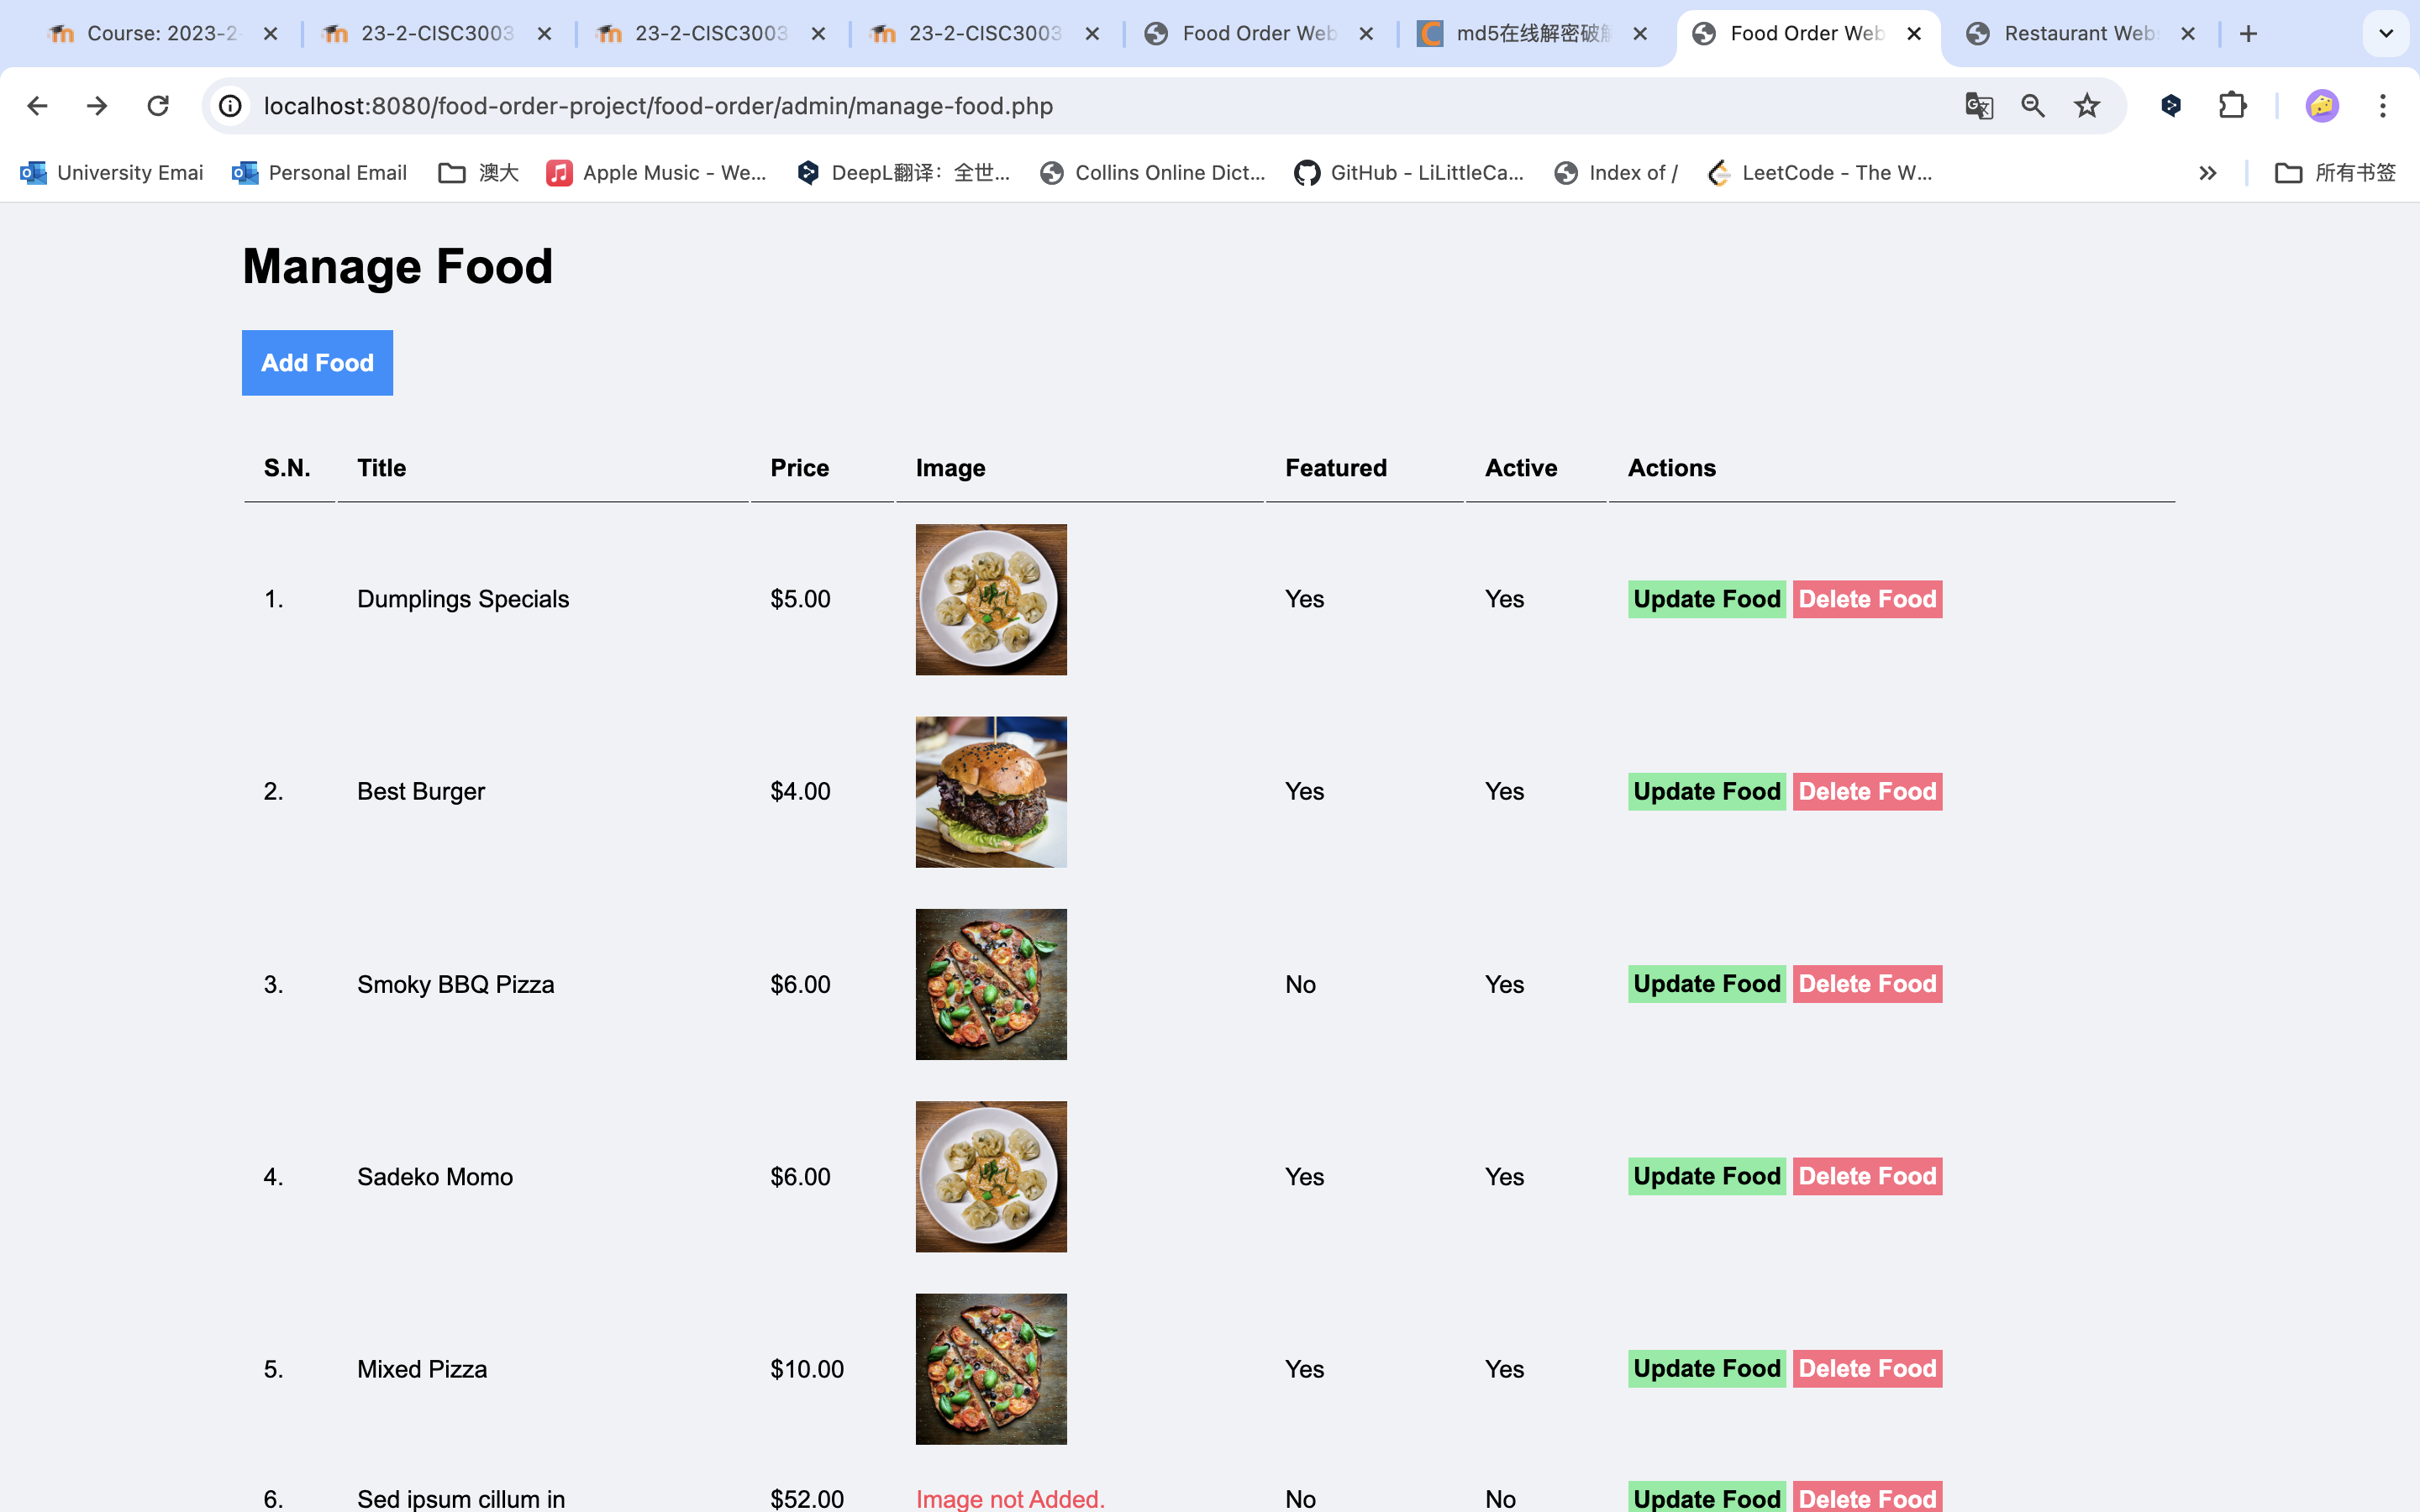 Course: 2023-2-
23-2-CISC3003
23-2-CISC3003
23-2-CISC3003
Food Order Web
md5在线解密破解
Food Order Web
Restaurant Webs
localhost:8080/food-order-project/food-order/admin/manage-food.php
University Emai
Personal Email
澳大
Apple Music - We...
DeepL翻译：全世...
Collins Online Dict...
GitHub - LiLittleCa...
Index of /
LeetCode - The W...
所有书签
Manage Food
Add Food
S.N. Title Price Image Featured Active Actions
1. Dumplings Specials $5.00 Yes Yes Update Food Delete Food
2. Best Burger $4.00 Yes Yes Update Food Delete Food
3. Smoky BBQ Pizza $6.00 No Yes Update Food Delete Food
4. Sadeko Momo $6.00 Yes Yes Update Food Delete Food
5. Mixed Pizza $10.00 Yes Yes Update Food Delete Food
6. Sed ipsum cillum in $52.00 Image not Added. No No Update Food Delete Food